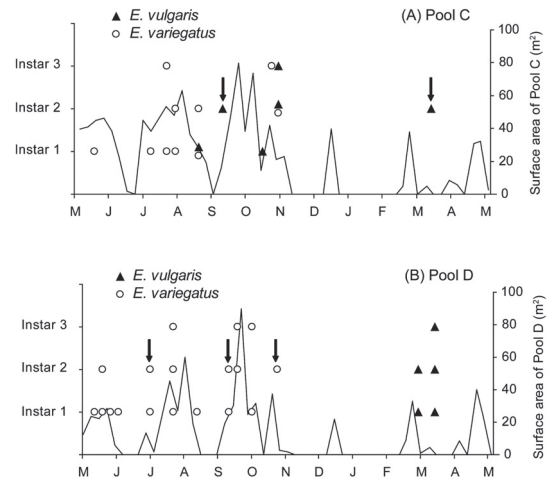 ▲ E. vulgaris
○ E. variegatus
(A) Pool C
Instar 3
Instar 2
Instar 1
100
80
60
40
20
0
Surface area of Pool C (m²)
M J J A S O N D J F M A M
▲ E. vulgaris
○ E. variegatus
(B) Pool D
Instar 3
Instar 2
Instar 1
100
80
60
40
20
0
Surface area of Pool D (m²)
M J J A S O N D J F M A M